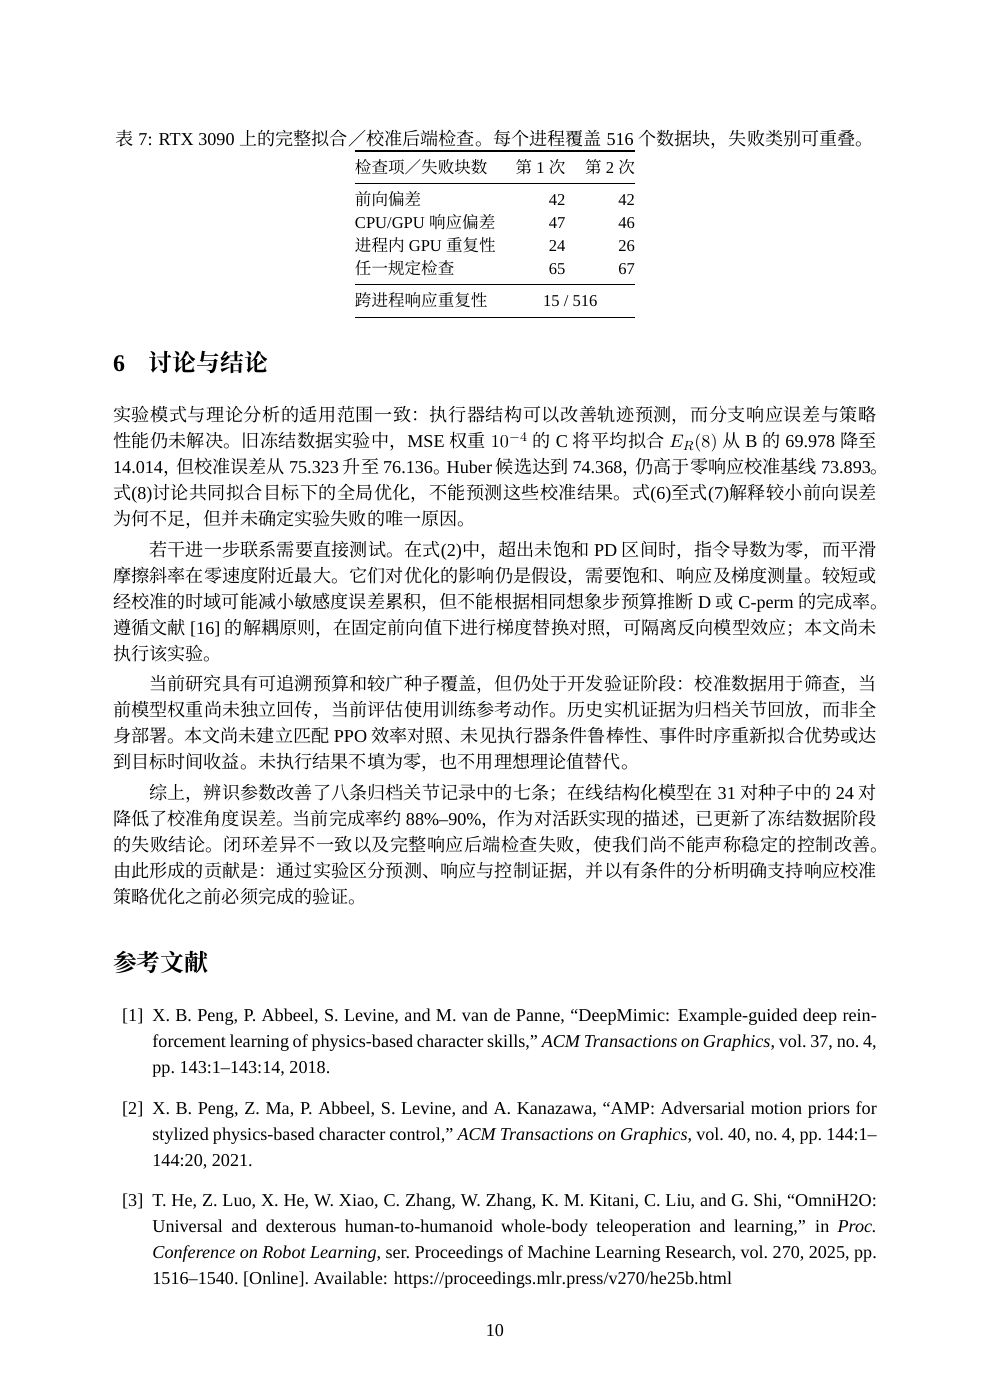 表 7: RTX 3090 上的完整拟合／校准后端检查。每个进程覆盖 516 个数据块，失败类别可重叠。
检查项／失败块数 第 1 次 第 2 次
前向偏差 42 42
CPU/GPU 响应偏差 47 46
进程内 GPU 重复性 24 26
任一规定检查 65 67
跨进程响应重复性 15 / 516
6 讨论与结论
实验模式与理论分析的适用范围一致：执行器结构可以改善轨迹预测，而分支响应误差与策略
性能仍未解决。旧冻结数据实验中，MSE 权重 10⁻⁴ 的 C 将平均拟合 E_R(8) 从 B 的 69.978 降至
14.014，但校准误差从 75.323 升至 76.136。Huber 候选达到 74.368，仍高于零响应校准基线 73.893。
式(8)讨论共同拟合目标下的全局优化，不能预测这些校准结果。式(6)至式(7)解释较小前向误差
为何不足，但并未确定实验失败的唯一原因。
若干进一步联系需要直接测试。在式(2)中，超出未饱和 PD 区间时，指令导数为零，而平滑
摩擦斜率在零速度附近最大。它们对优化的影响仍是假设，需要饱和、响应及梯度测量。较短或
经校准的时域可能减小敏感度误差累积，但不能根据相同想象步预算推断 D 或 C-perm 的完成率。
遵循文献 [16] 的解耦原则，在固定前向值下进行梯度替换对照，可隔离反向模型效应；本文尚未
执行该实验。
当前研究具有可追溯预算和较广种子覆盖，但仍处于开发验证阶段：校准数据用于筛查，当
前模型权重尚未独立回传，当前评估使用训练参考动作。历史实机证据为归档关节回放，而非全
身部署。本文尚未建立匹配 PPO 效率对照、未见执行器条件鲁棒性、事件时序重新拟合优势或达
到目标时间收益。未执行结果不填为零，也不用理想理论值替代。
综上，辨识参数改善了八条归档关节记录中的七条；在线结构化模型在 31 对种子中的 24 对
降低了校准角度误差。当前完成率约 88%–90%，作为对活跃实现的描述，已更新了冻结数据阶段
的失败结论。闭环差异不一致以及完整响应后端检查失败，使我们尚不能声称稳定的控制改善。
由此形成的贡献是：通过实验区分预测、响应与控制证据，并以有条件的分析明确支持响应校准
策略优化之前必须完成的验证。
参考文献
[1] X. B. Peng, P. Abbeel, S. Levine, and M. van de Panne, “DeepMimic: Example-guided deep rein-
forcement learning of physics-based character skills,” ACM Transactions on Graphics, vol. 37, no. 4,
pp. 143:1–143:14, 2018.
[2] X. B. Peng, Z. Ma, P. Abbeel, S. Levine, and A. Kanazawa, “AMP: Adversarial motion priors for
stylized physics-based character control,” ACM Transactions on Graphics, vol. 40, no. 4, pp. 144:1–
144:20, 2021.
[3] T. He, Z. Luo, X. He, W. Xiao, C. Zhang, W. Zhang, K. M. Kitani, C. Liu, and G. Shi, “OmniH2O:
Universal and dexterous human-to-humanoid whole-body teleoperation and learning,” in Proc.
Conference on Robot Learning, ser. Proceedings of Machine Learning Research, vol. 270, 2025, pp.
1516–1540. [Online]. Available: https://proceedings.mlr.press/v270/he25b.html
10